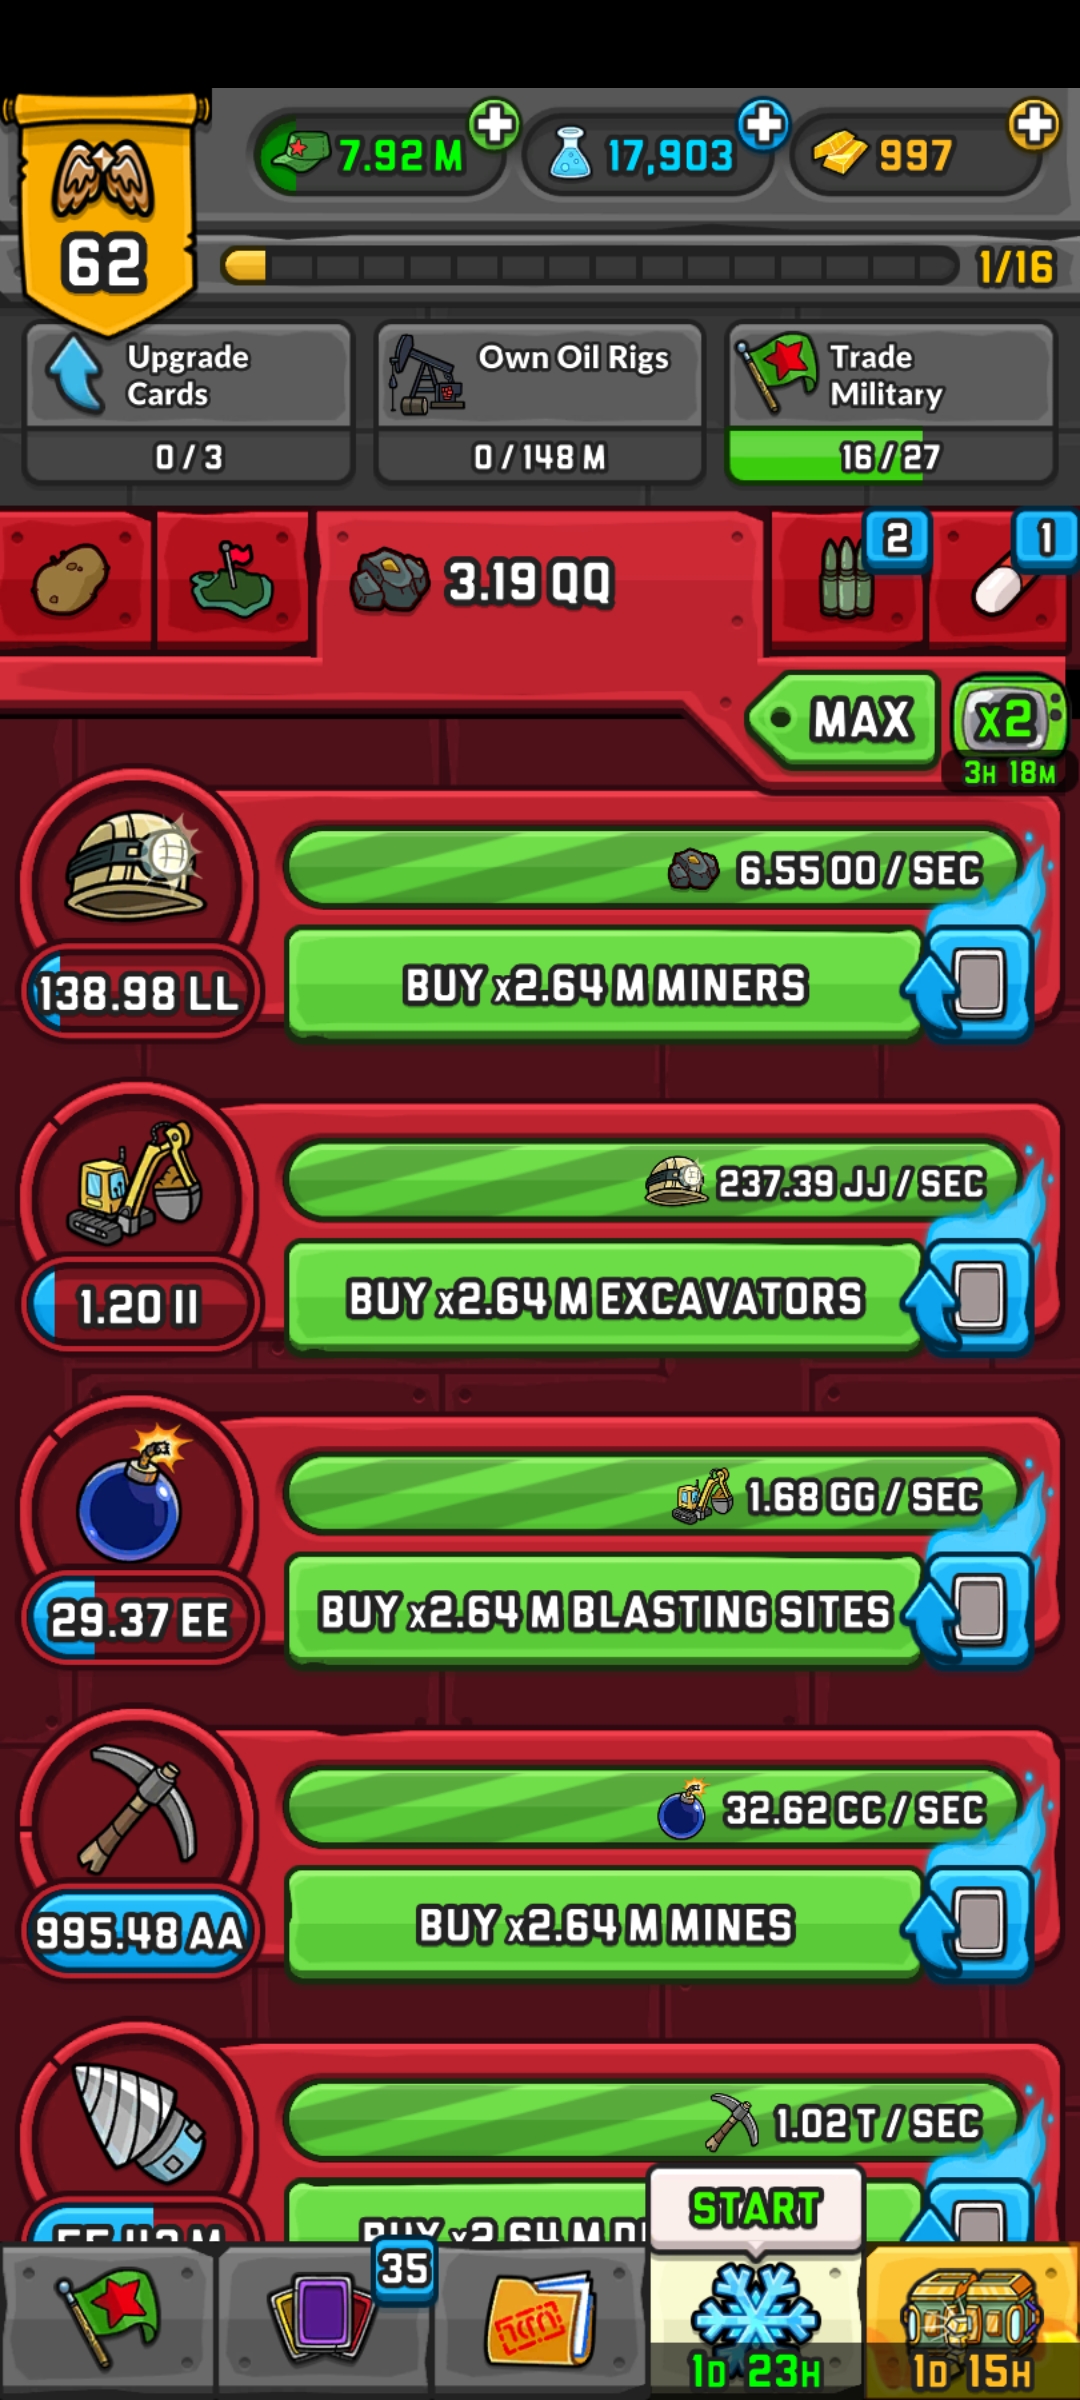 7.92 M
17,903
997
62
1/16
Upgrade
Cards
0 / 3
Own Oil Rigs
0 / 148 M
Trade
Military
16 / 27
3.19 QQ
2
1
MAX
x2
3H 18M
6.55 OO / SEC
138.98 LL
BUY x2.64 M MINERS
237.39 JJ / SEC
1.20 II
BUY x2.64 M EXCAVATORS
1.68 GG / SEC
29.37 EE
BUY x2.64 M BLASTING SITES
32.62 CC / SEC
995.48 AA
BUY x2.64 M MINES
1.02 T / SEC
BUY x2.64 M
START
35
1D 23H
1D 15H